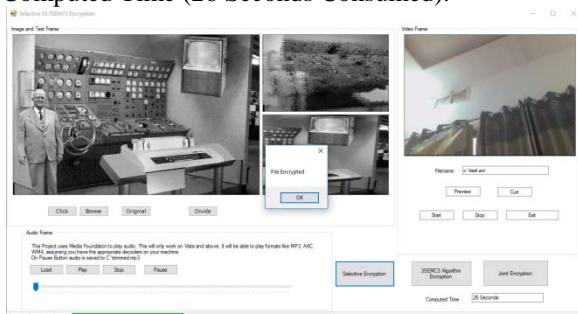 Computed Time (26 Seconds Consumed).
Selective VS 3SEMCS Encryption
Image and Text Frame
Video Frame
File Encrypted
OK
Filename:
c:\test.avi
Preview
Cue
Start
Stop
Exit
Click
Browse
Original
Divide
Audio Frame
This Project uses Media Foundation to play audio. This will only work on Vista and above. It will be able to play formats like MP3, AAC,
WMA, assuming you have the appropriate decoders on your machine.
On Pause Button audio is saved to C:\trimmed.mp3
Load
Play
Stop
Pause
Selective Encryption
3SEMCS Algorithm
Encryption
Joint Encryption
Computed Time
26 Seconds